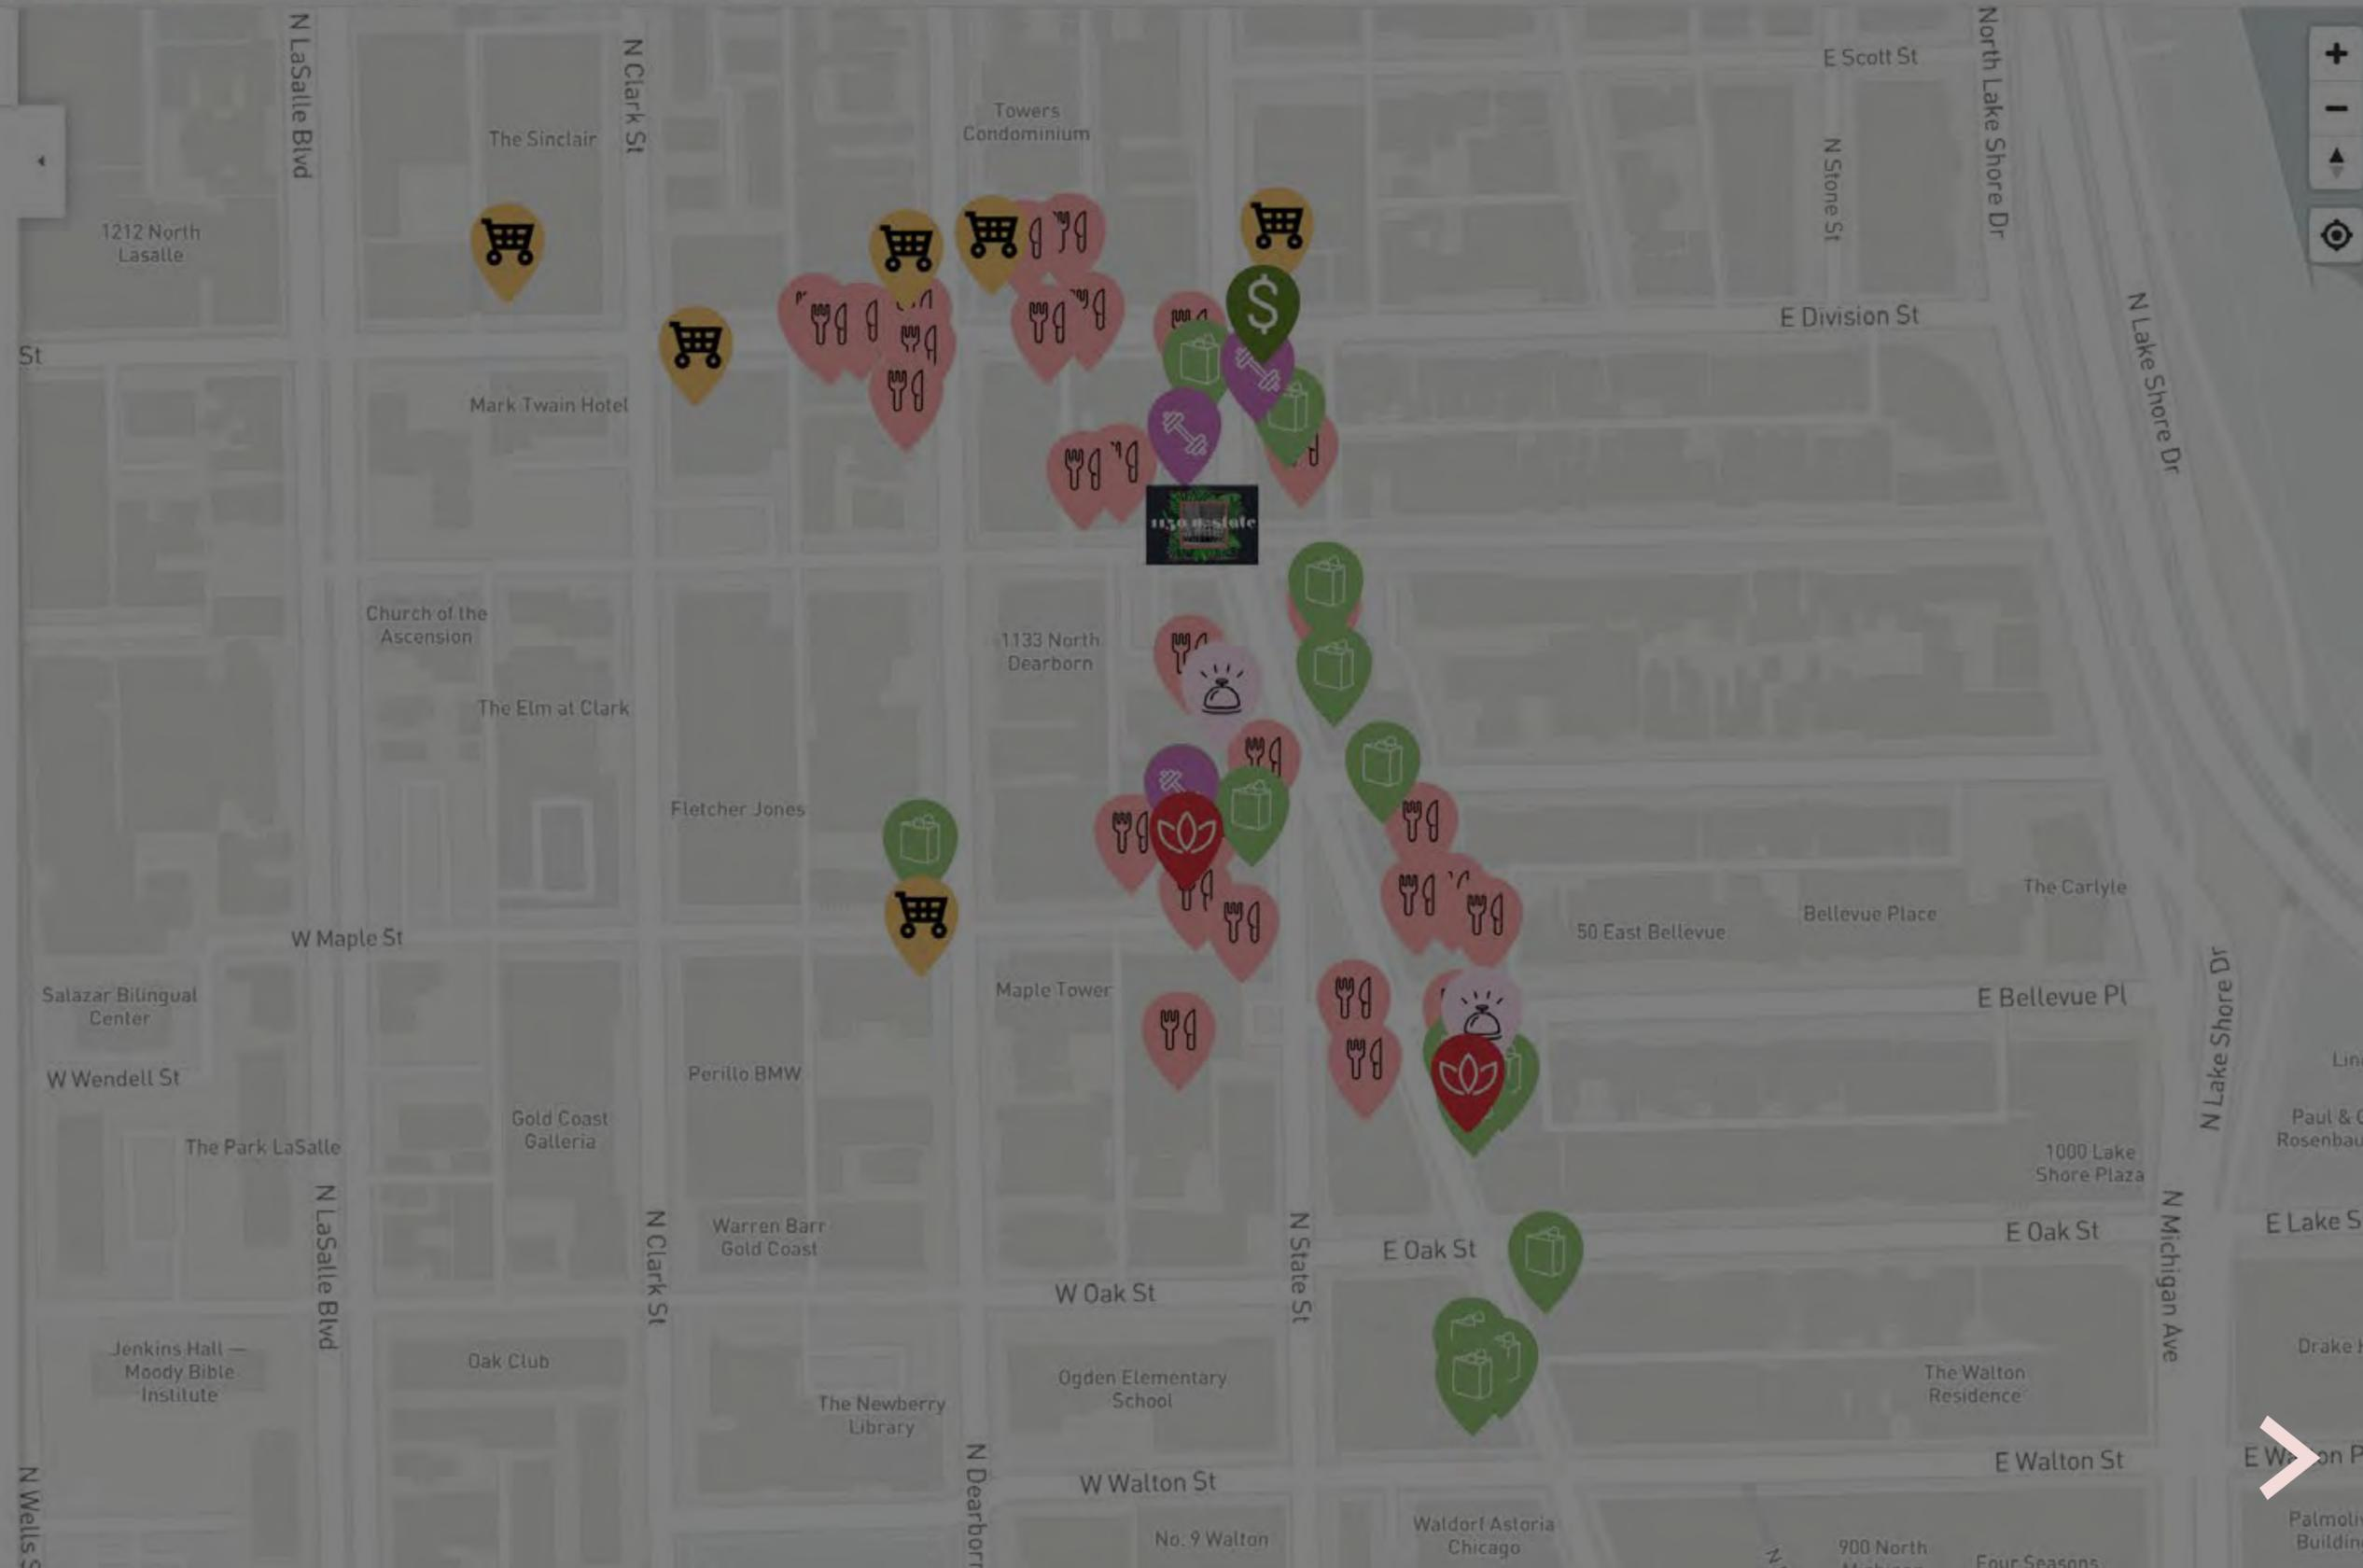 N LaSalle Blvd
N Clark St
North Lake Shore Dr
E Scott St
Towers
Condominium
The Sinclair
N Stone St
1212 North
Lasalle
E Division St
St
N Lake Shore Dr
Mark Twain Hotel
$
1150 n. state
Church of the
Ascension
1133 North
Dearborn
The Elm at Clark
Fletcher Jones
The Carlyle
Bellevue Place
50 East Bellevue
W Maple St
Salazar Bilingual
Center
Maple Tower
E Bellevue Pl
N Lake Shore Dr
W Wendell St
Perillo BMW
Gold Coast
Galleria
Paul &
The Park LaSalle
1000 Lake
Shore Plaza
N LaSalle Blvd
N Clark St
Warren Barr
Gold Coast
N State St
E Oak St
E Oak St
N Michigan Ave
E Lake S
W Oak St
Jenkins Hall —
Moody Bible
Institute
Oak Club
Ogden Elementary
School
The Walton
Residence
Drake
The Newberry
Library
N Dearborn
N Wells S
W Walton St
E Walton St
No. 9 Walton
Waldorf Astoria
Chicago
900 North
Four Seasons